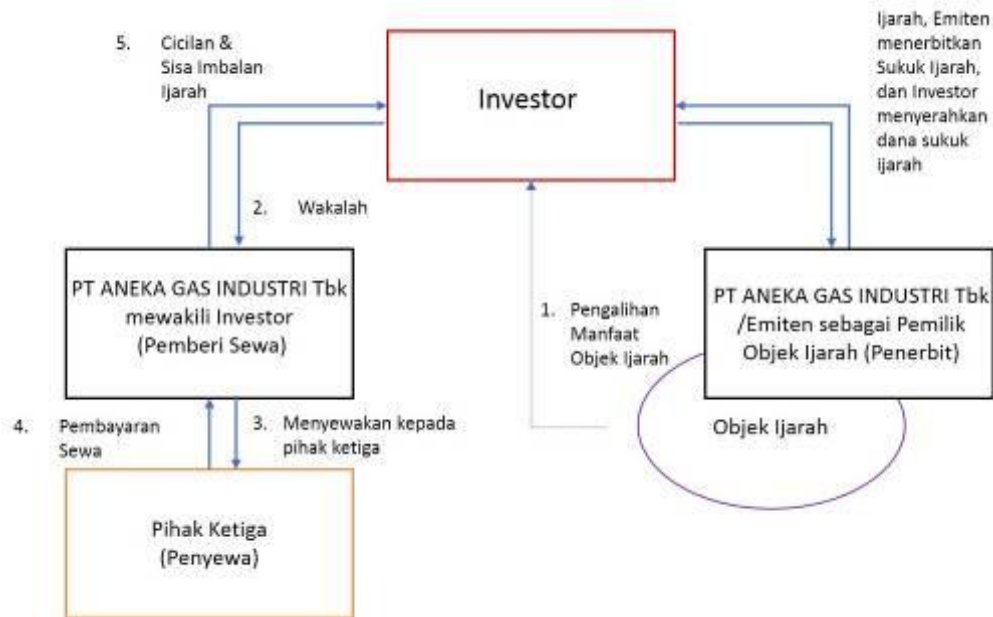 5. Cicilan &
Sisa Imbalan
Ijarah
Investor
Ijarah, Emiten
menerbitkan
Sukuk Ijarah,
dan Investor
menyerahkan
dana sukuk
ijarah
2. Wakalah
PT ANEKA GAS INDUSTRI Tbk
mewakili Investor
(Pemberi Sewa)
1. Pengalihan
Manfaat
Objek Ijarah
PT ANEKA GAS INDUSTRI Tbk
/Emiten sebagai Pemilik
Objek Ijarah (Penerbit)
Objek Ijarah
4. Pembayaran
Sewa
3. Menyewakan kepada
pihak ketiga
Pihak Ketiga
(Penyewa)